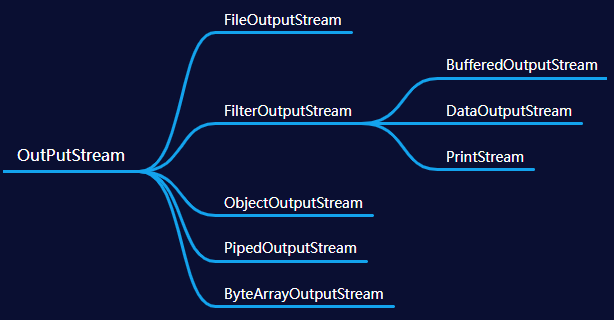 OutPutStream
FileOutputStream
FilterOutputStream
BufferedOutputStream
DataOutputStream
PrintStream
ObjectOutputStream
PipedOutputStream
ByteArrayOutputStream